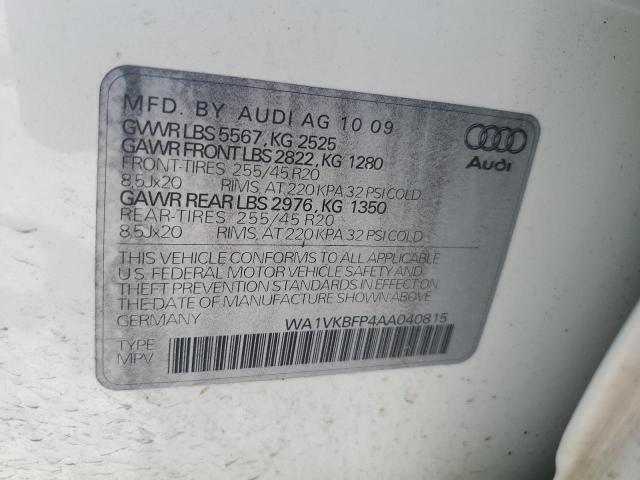 MFD. BY AUDI AG 10 09
GVWR LBS 5567, KG 2525
GAWR FRONT LBS 2822, KG 1280
FRONT-TIRES 255/45 R20
8,5Jx20 RIMS, AT 220 KPA 32 PSI COLD
GAWR REAR LBS 2976, KG 1350
REAR-TIRES 255/45 R20
8,5Jx20 RIMS, AT 220 KPA 32 PSI COLD
Audi
THIS VEHICLE CONFORMS TO ALL APPLICABLE
U.S. FEDERAL MOTOR VEHICLE SAFETY AND
THEFT PREVENTION STANDARDS IN EFFECT ON
THE DATE OF MANUFACTURE SHOWN ABOVE.
GERMANY WA1VKBFP4AA040815
TYPE
MPV